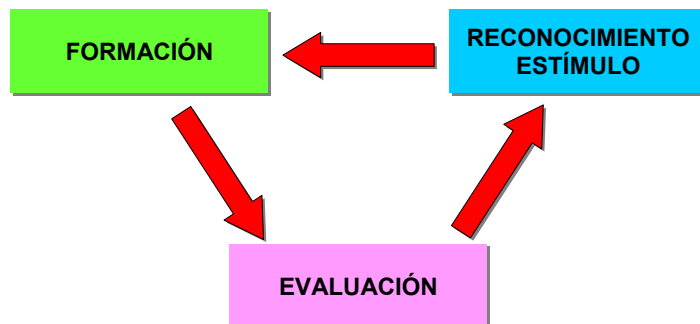 FORMACIÓN
RECONOCIMIENTO
ESTÍMULO
EVALUACIÓN